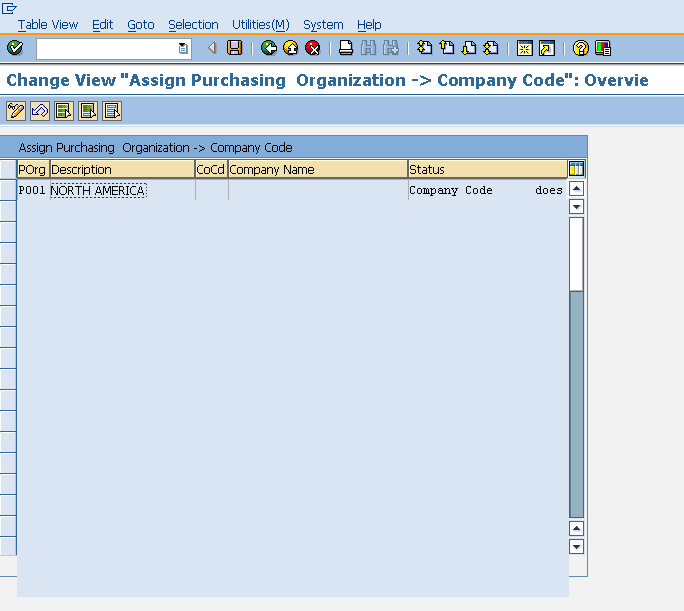 Table View Edit Goto Selection Utilities(M) System Help
Change View "Assign Purchasing Organization -> Company Code": Overvie
Assign Purchasing Organization -> Company Code
POrg Description CoCd Company Name Status
P001 NORTH AMERICA Company Code does